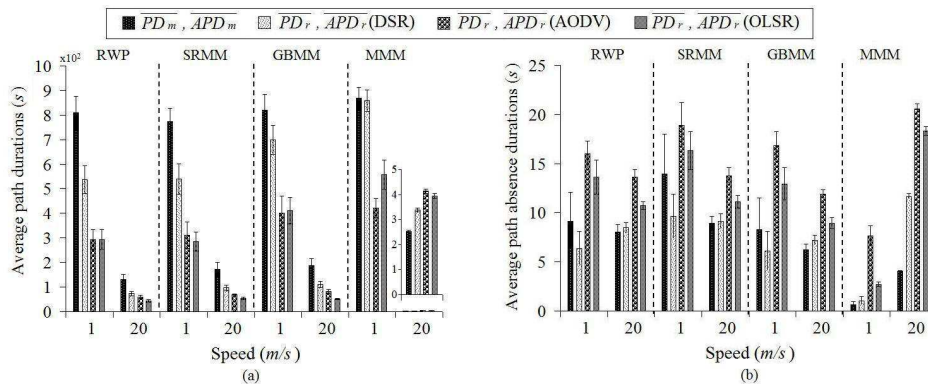 PDm , APDm PDr , APDr(DSR) PDr , APDr(AODV) PDr , APDr(OLSR)
RWP SRMM GBMM MMM
10 x10²
9
8
7
6
5
4
3
2
1
0
Average path durations (s)
5
4
3
2
1
0
1 20 1 20 1 20 1 20
Speed (m/s )
(a)
RWP SRMM GBMM MMM
25
20
15
10
5
0
Average path absence durations (s)
1 20 1 20 1 20 1 20
Speed (m/s )
(b)